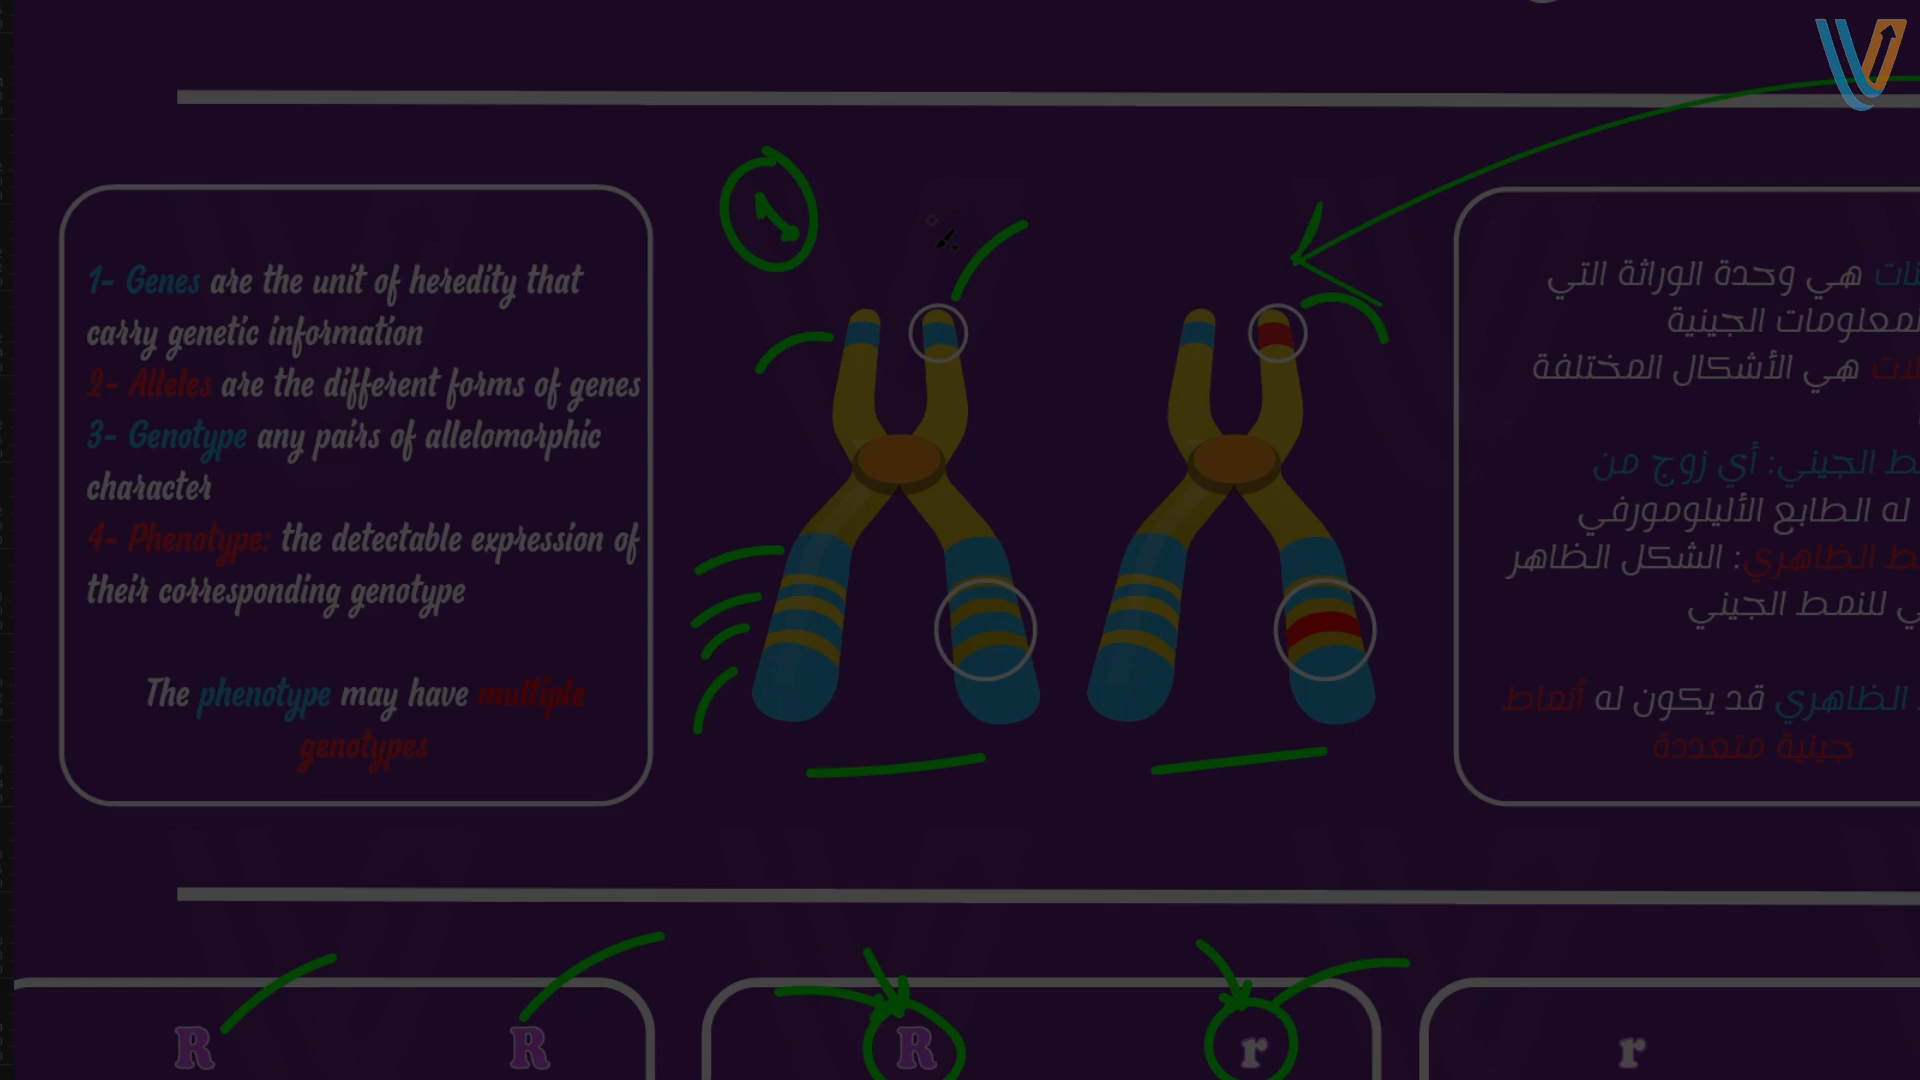 1- Genes are the unit of heredity that
carry genetic information
2- Alleles are the different forms of genes
3- Genotype any pairs of allelomorphic
character
4- Phenotype: the detectable expression of
their corresponding genotype
The phenotype may have multiple
genotypes
1
هي وحدة الوراثة التي
هي الأشكال المختلفة
الجيني: أي زوج من
له الطابع الأليلومورفي
الظاهري: الشكل الظاهر
للنمط الجيني
الظاهري قد يكون له أنماط
جينية متعددة
R R R r r